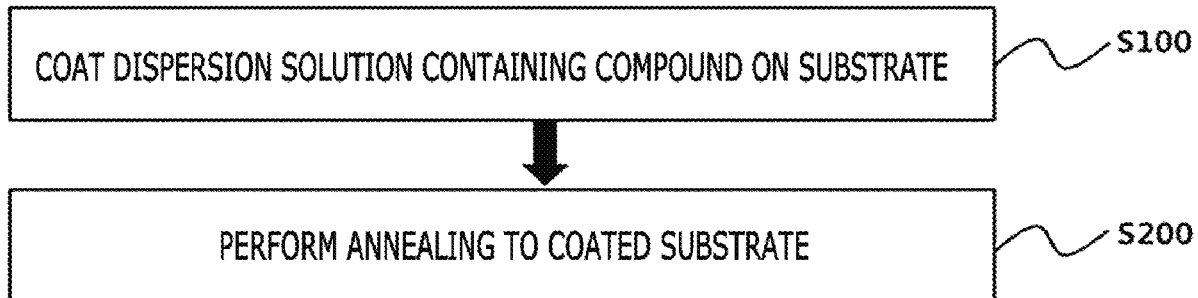 COAT DISPERSION SOLUTION CONTAINING COMPOUND ON SUBSTRATE
S100
PERFORM ANNEALING TO COATED SUBSTRATE
S200